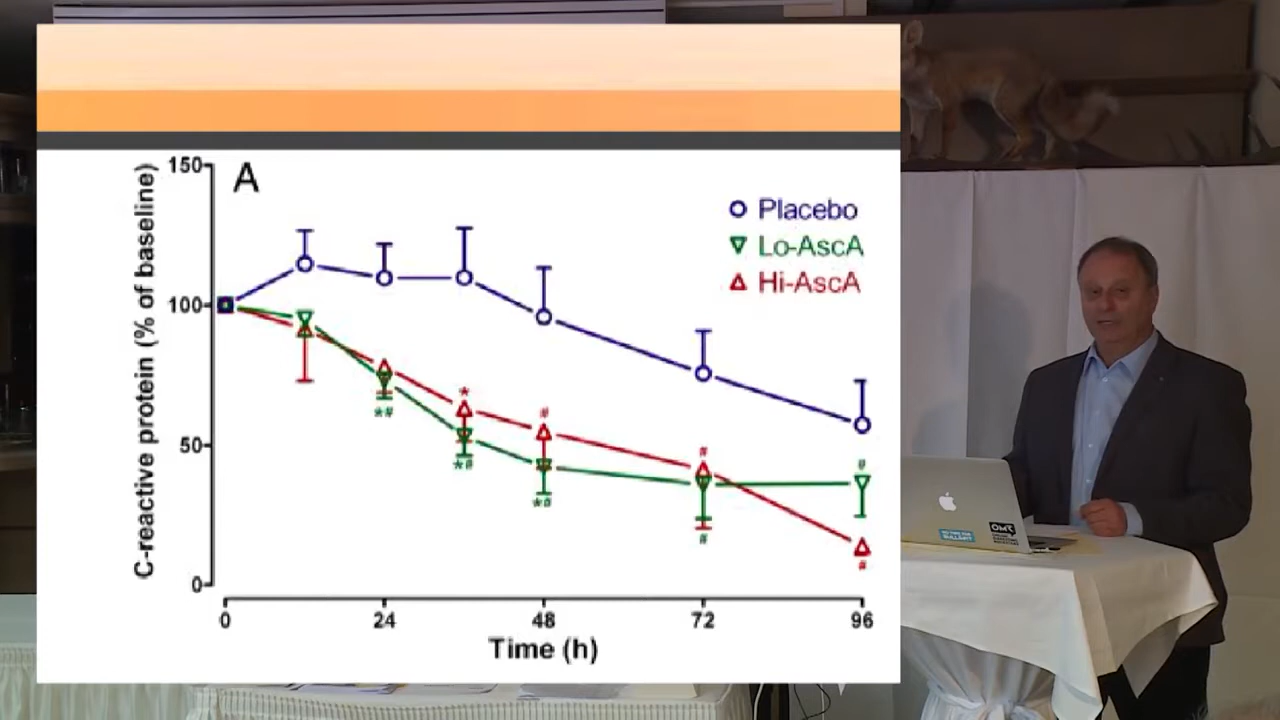 150
A
Placebo
Lo-AscA
Hi-AscA
100
C-reactive protein (% of baseline)
*
#
*#
*#
50
*#
#
#
#
#
0
0
24
48
72
96
Time (h)
OMT